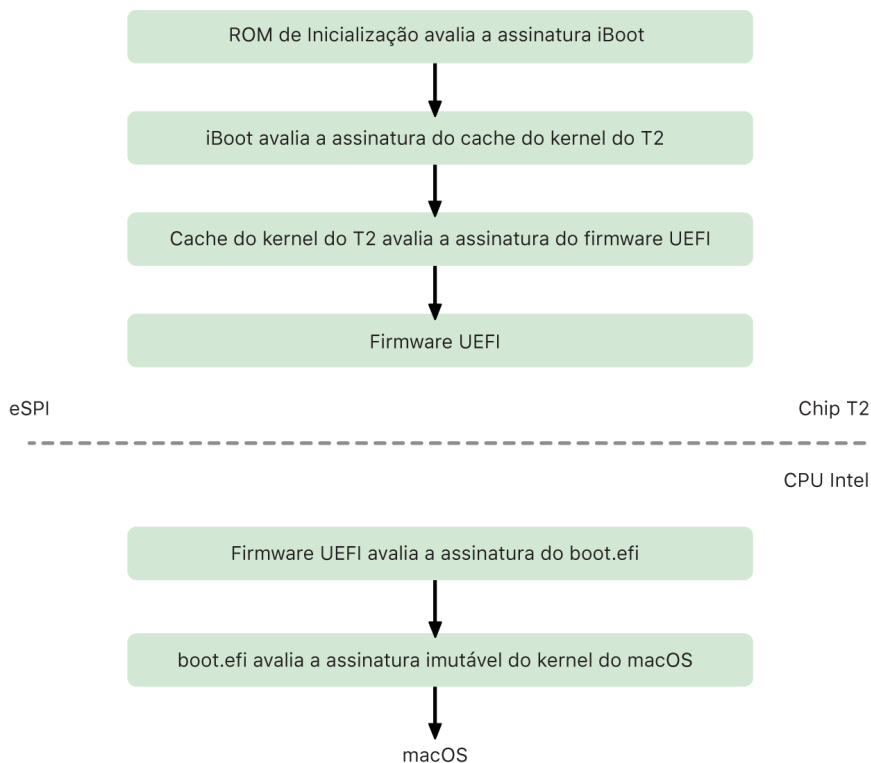 ROM de Inicialização avalia a assinatura iBoot
iBoot avalia a assinatura do cache do kernel do T2
Cache do kernel do T2 avalia a assinatura do firmware UEFI
Firmware UEFI
eSPI
Chip T2
CPU Intel
Firmware UEFI avalia a assinatura do boot.efi
boot.efi avalia a assinatura imutável do kernel do macOS
macOS